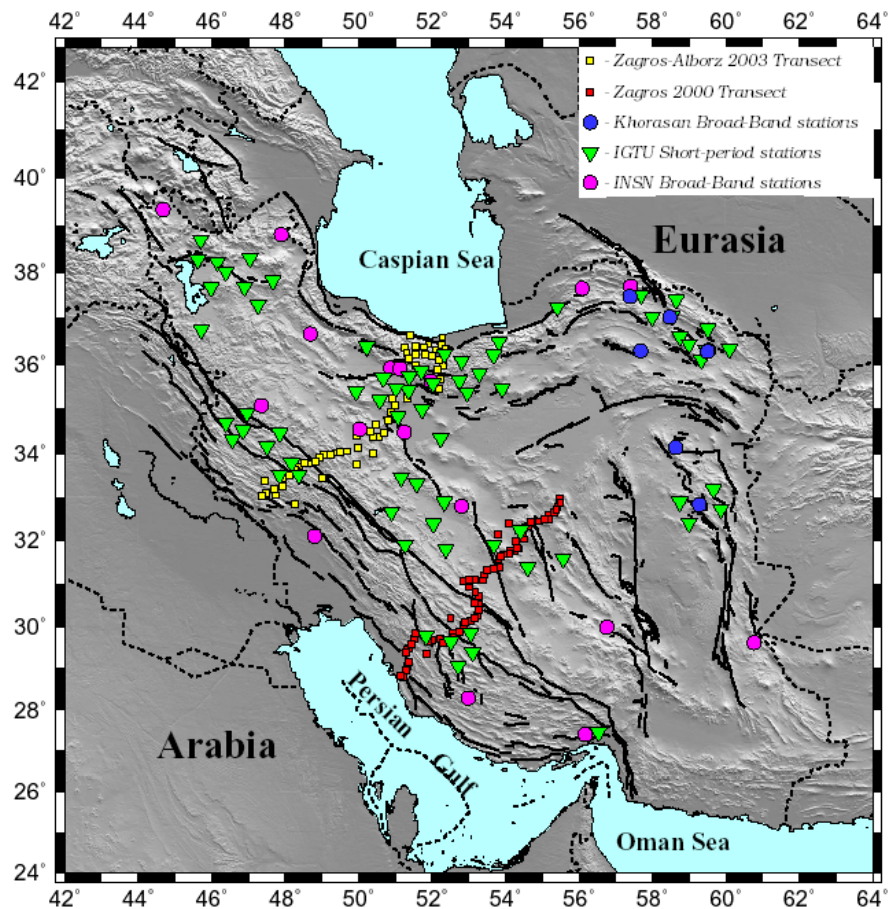 42° 44° 46° 48° 50° 52° 54° 56° 58° 60° 62° 64°
- Zagros-Alborz 2003 Transect
- Zagros 2000 Transect
- Khorasan Broad-Band stations
- IGTU Short-period stations
- INSN Broad-Band stations
42°
40°
38°
36°
34°
32°
30°
28°
26°
24°
Eurasia
Caspian Sea
Persian
Gulf
Arabia
Oman Sea
42 44 46 48 50 52 54 56 58 60 62 64°